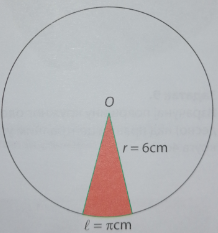 O
r = 6cm
ℓ = πcm